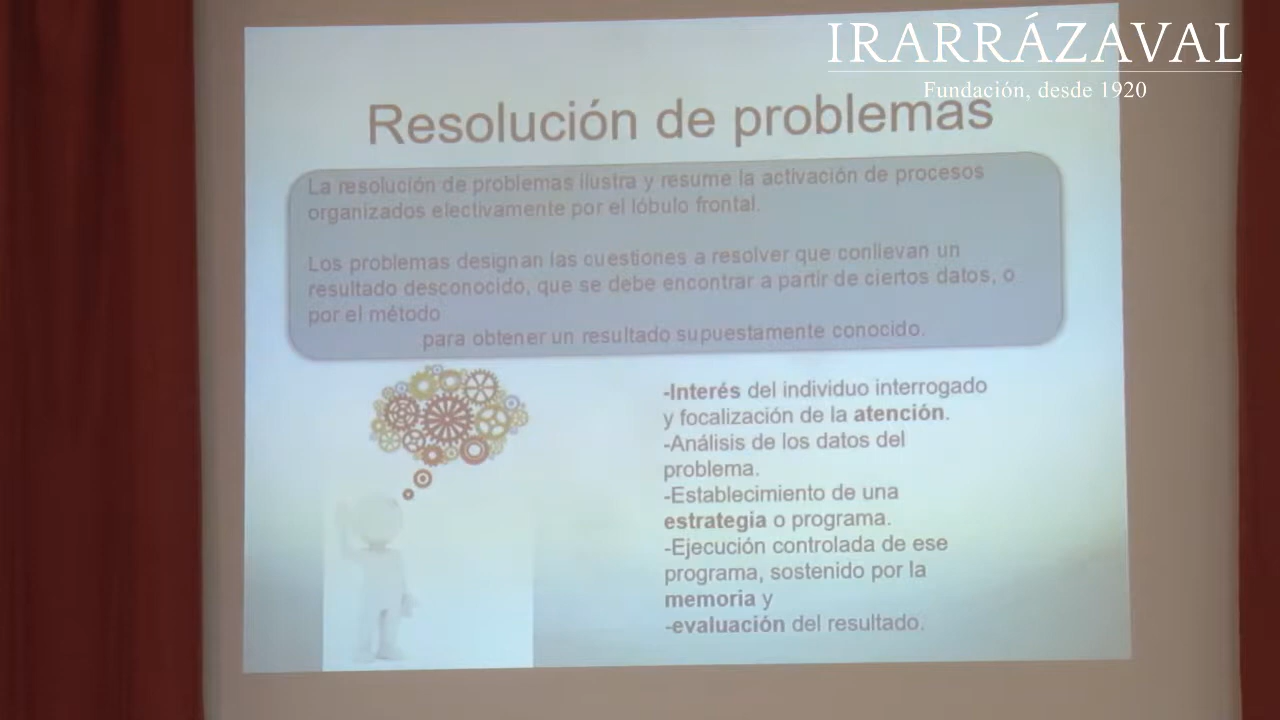 IRARRÁZAVAL
Fundación, desde 1920
Resolución de problemas
La resolución de problemas ilustra y resume la activación de procesos
organizados electivamente por el lóbulo frontal.
Los problemas designan las cuestiones a resolver que conllevan un
resultado desconocido, que se debe encontrar a partir de ciertos datos, o
por el método
para obtener un resultado supuestamente conocido.
-Interés del individuo interrogado
y focalización de la atención.
-Análisis de los datos del
problema.
-Establecimiento de una
estrategia o programa.
-Ejecución controlada de ese
programa, sostenido por la
memoria y
-evaluación del resultado.